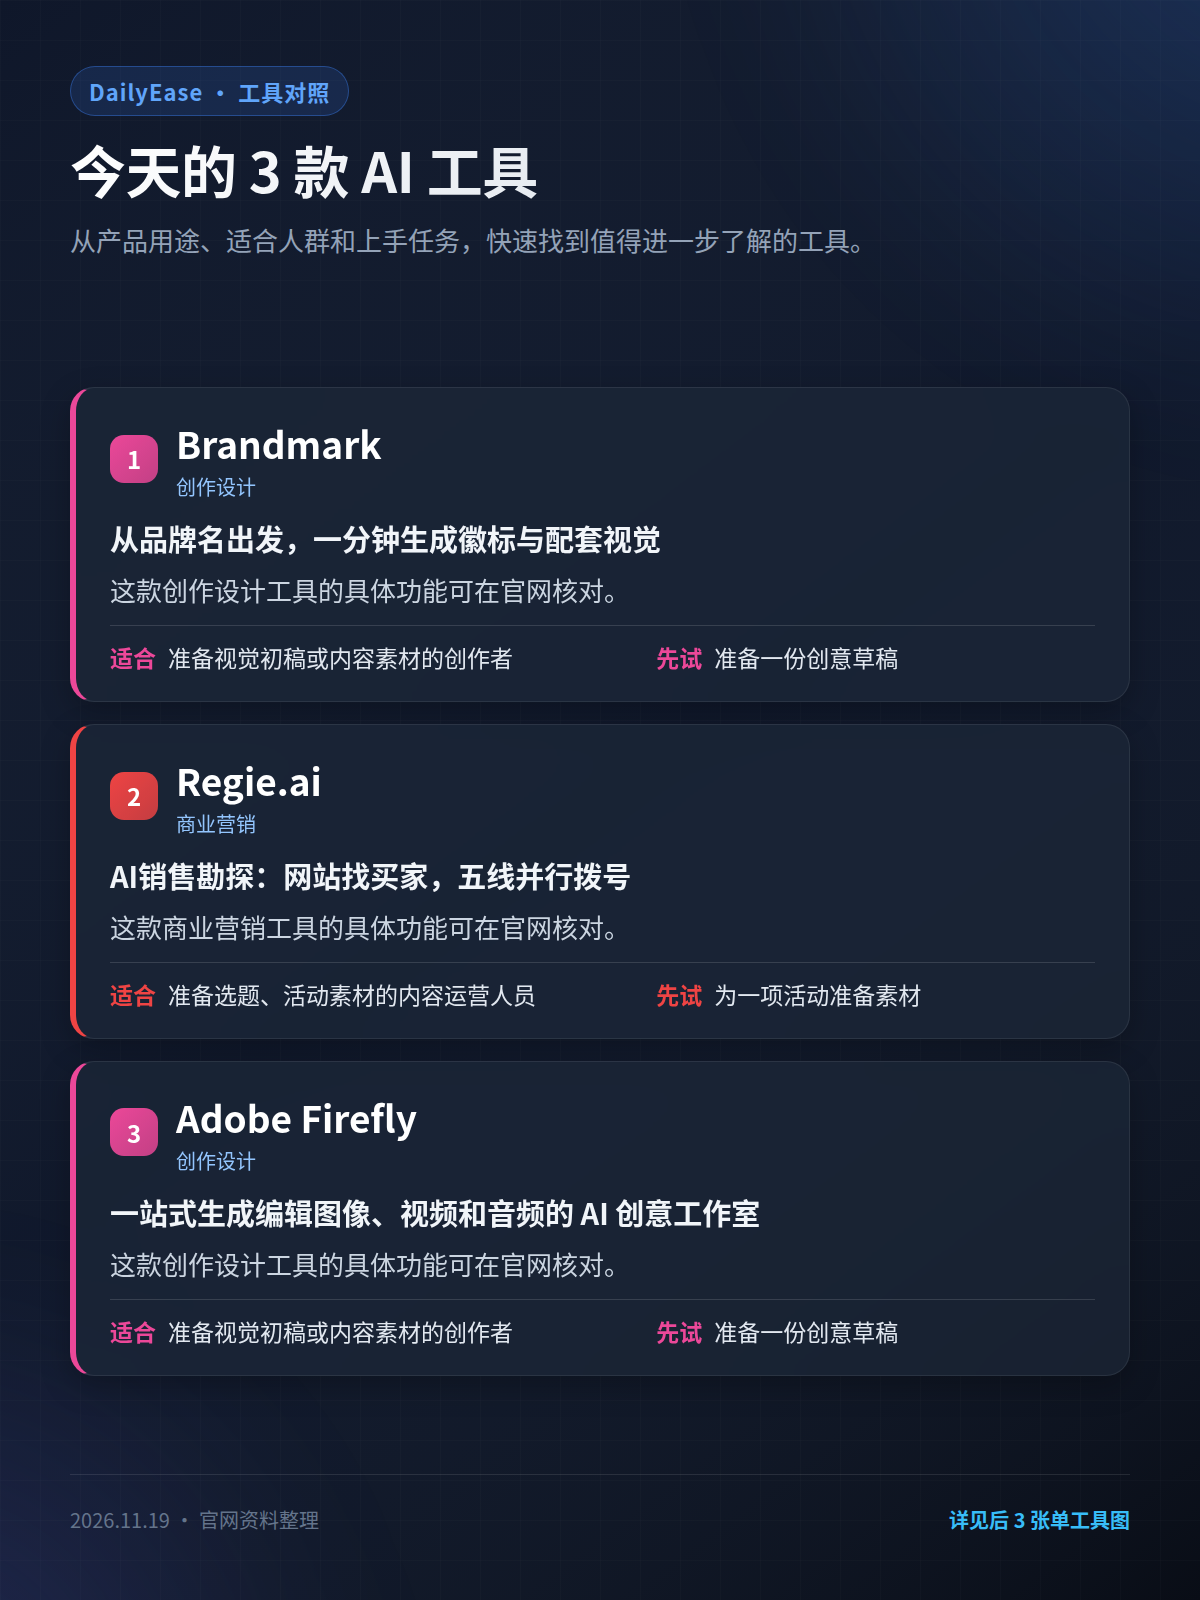 DailyEase • 工具对照
今天的 3 款 AI 工具
从产品用途、适合人群和上手任务，快速找到值得进一步了解的工具。
1
Brandmark
创作设计
从品牌名出发，一分钟生成徽标与配套视觉
这款创作设计工具的具体功能可在官网核对。
适合 准备视觉初稿或内容素材的创作者 先试 准备一份创意草稿
2
Regie.ai
商业营销
AI销售勘探：网站找买家，五线并行拨号
这款商业营销工具的具体功能可在官网核对。
适合 准备选题、活动素材的内容运营人员 先试 为一项活动准备素材
3
Adobe Firefly
创作设计
一站式生成编辑图像、视频和音频的 AI 创意工作室
这款创作设计工具的具体功能可在官网核对。
适合 准备视觉初稿或内容素材的创作者 先试 准备一份创意草稿
2026.11.19 • 官网资料整理 详见后 3 张单工具图